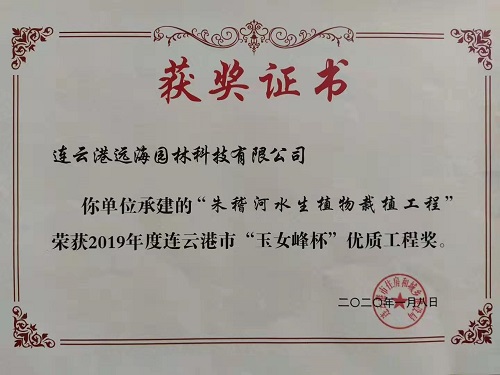 获奖证书
连云港远海园林科技有限公司
你单位承建的“朱稽河水生植物栽植工程”
荣获2019年度连云港市“玉女峰杯”优质工程奖。
二〇二〇年一月八日